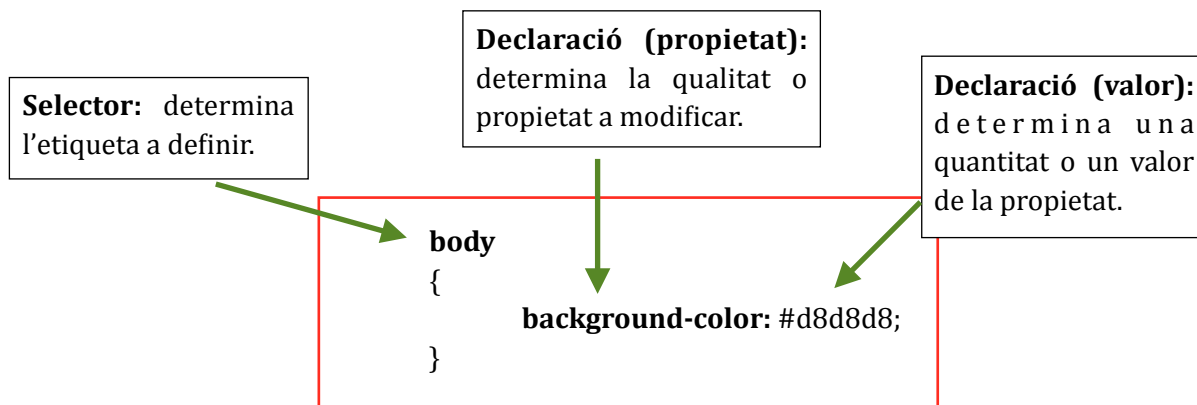 Selector: determina
l’etiqueta a definir.
Declaració (propietat):
determina la qualitat o
propietat a modificar.
Declaració (valor):
determina una
quantitat o un valor
de la propietat.
body
{
background-color: #d8d8d8;
}